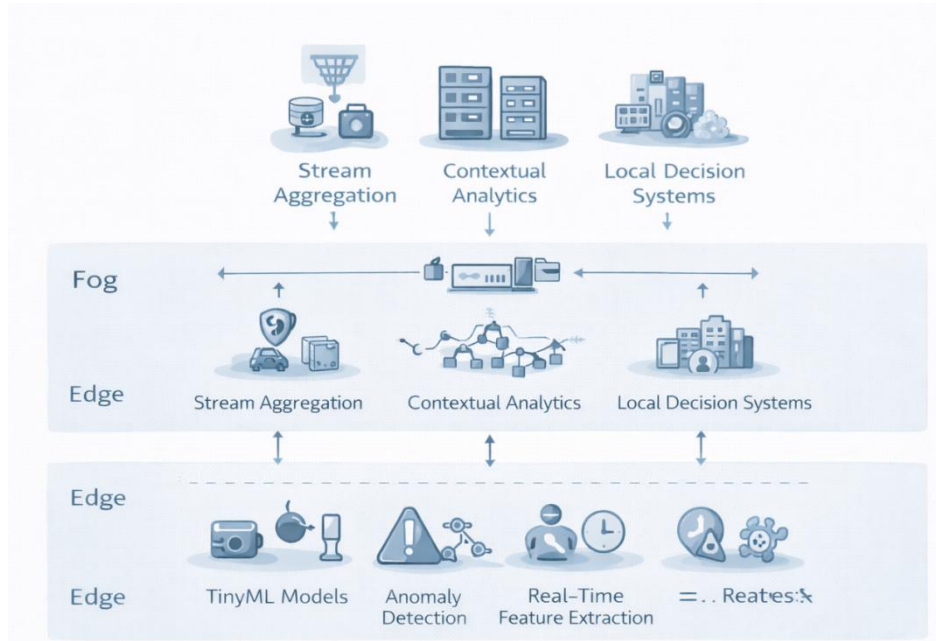 Stream
Aggregation
Contextual
Analytics
Local Decision
Systems
Fog
Edge
Stream Aggregation
Contextual Analytics
Local Decision Systems
Edge
Edge
TinyML Models
Anomaly
Detection
Real-Time
Feature Extraction